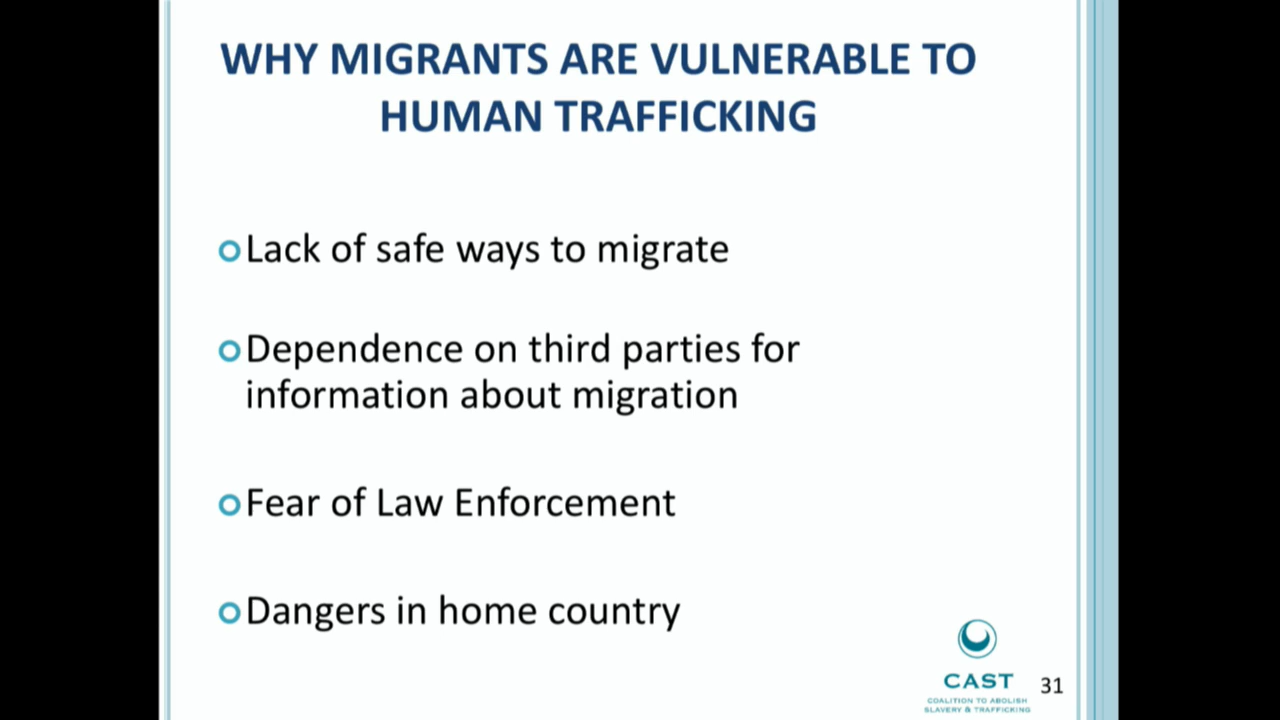 WHY MIGRANTS ARE VULNERABLE TO
HUMAN TRAFFICKING
Lack of safe ways to migrate
Dependence on third parties for
information about migration
Fear of Law Enforcement
Dangers in home country
CAST
COALITION TO ABOLISH
SLAVERY & TRAFFICKING
31